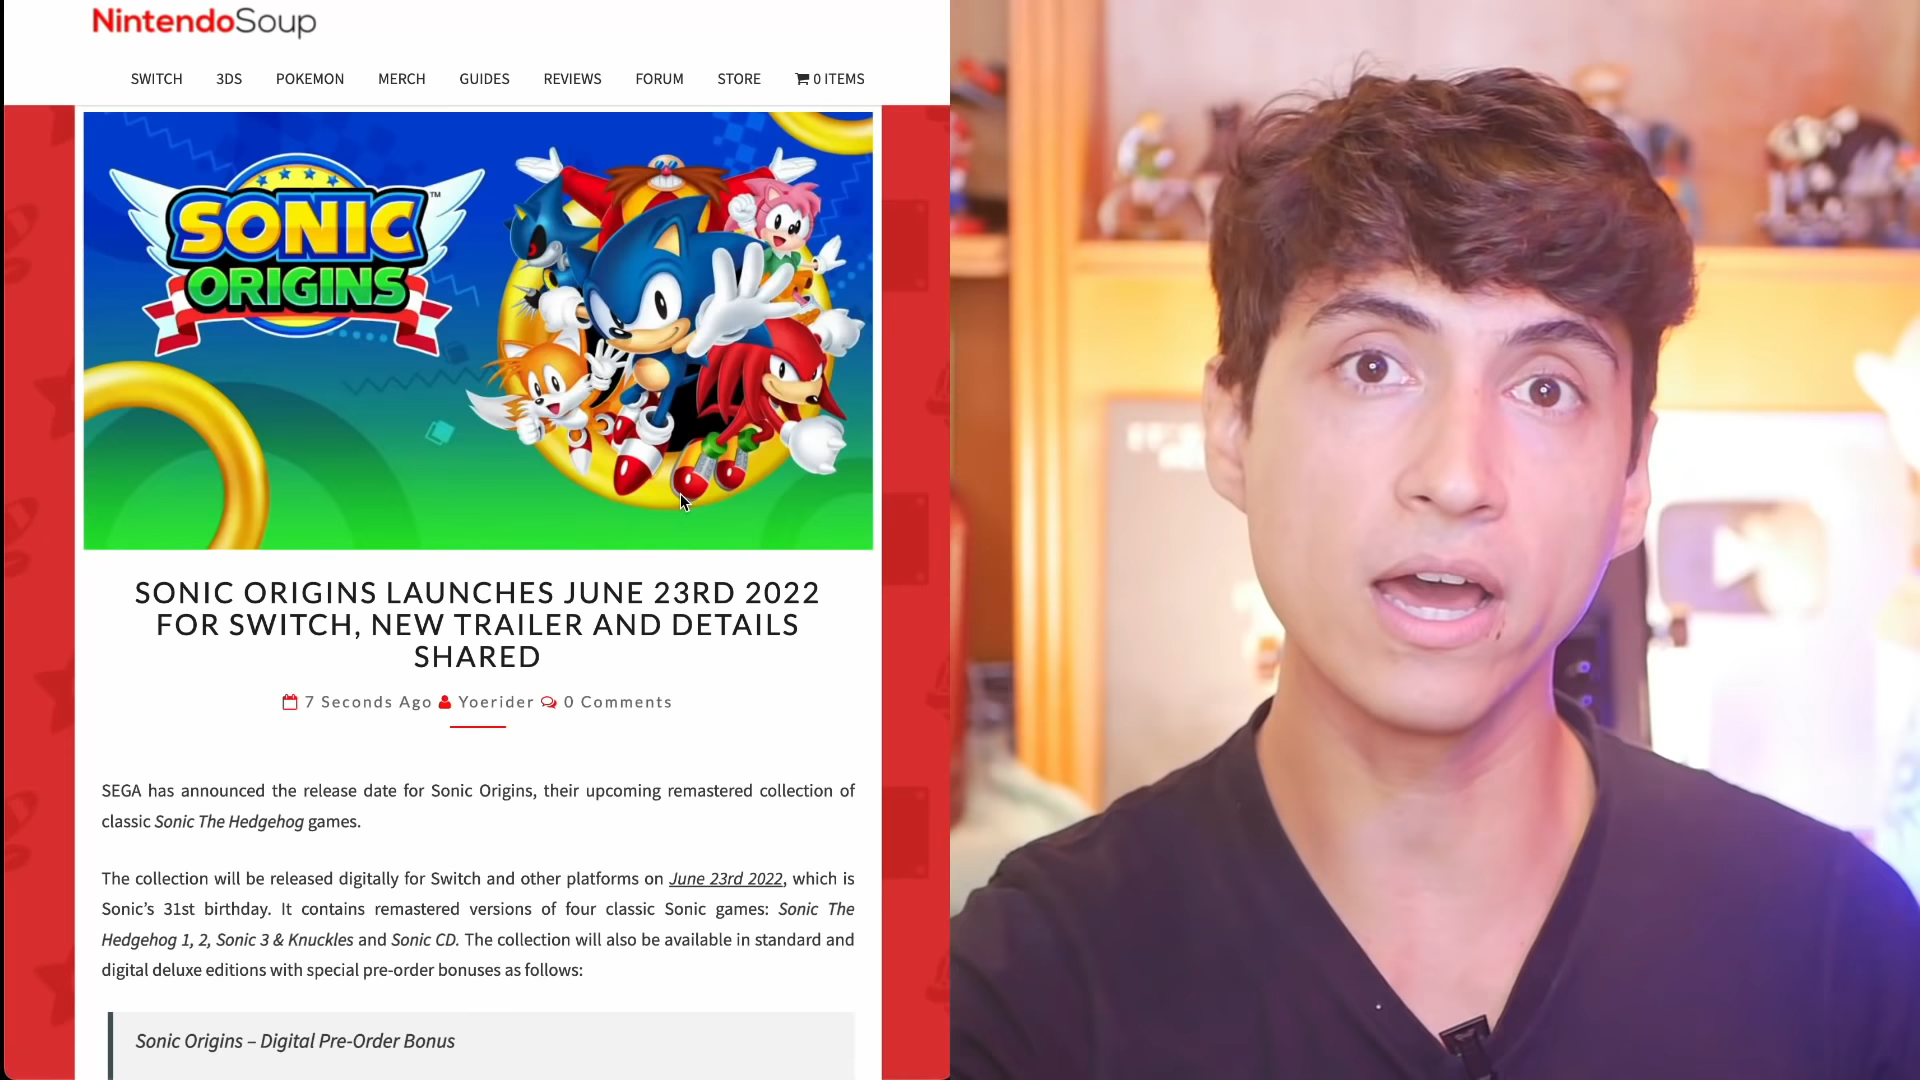 NintendoSoup
SWITCH 3DS POKEMON MERCH GUIDES REVIEWS FORUM STORE 0 ITEMS
SONIC ™
ORIGINS
SONIC ORIGINS LAUNCHES JUNE 23RD 2022
FOR SWITCH, NEW TRAILER AND DETAILS
SHARED
7 Seconds Ago Yoerider 0 Comments
SEGA has announced the release date for Sonic Origins, their upcoming remastered collection of
classic Sonic The Hedgehog games.
The collection will be released digitally for Switch and other platforms on June 23rd 2022, which is
Sonic’s 31st birthday. It contains remastered versions of four classic Sonic games: Sonic The
Hedgehog 1, 2, Sonic 3 & Knuckles and Sonic CD. The collection will also be available in standard and
digital deluxe editions with special pre-order bonuses as follows:
Sonic Origins – Digital Pre-Order Bonus